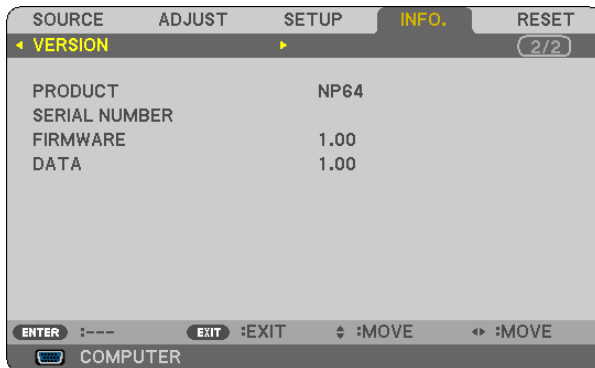 SOURCE ADJUST SETUP INFO. RESET
VERSION 2/2
PRODUCT NP64
SERIAL NUMBER
FIRMWARE 1.00
DATA 1.00
ENTER :--- EXIT :EXIT :MOVE :MOVE
COMPUTER